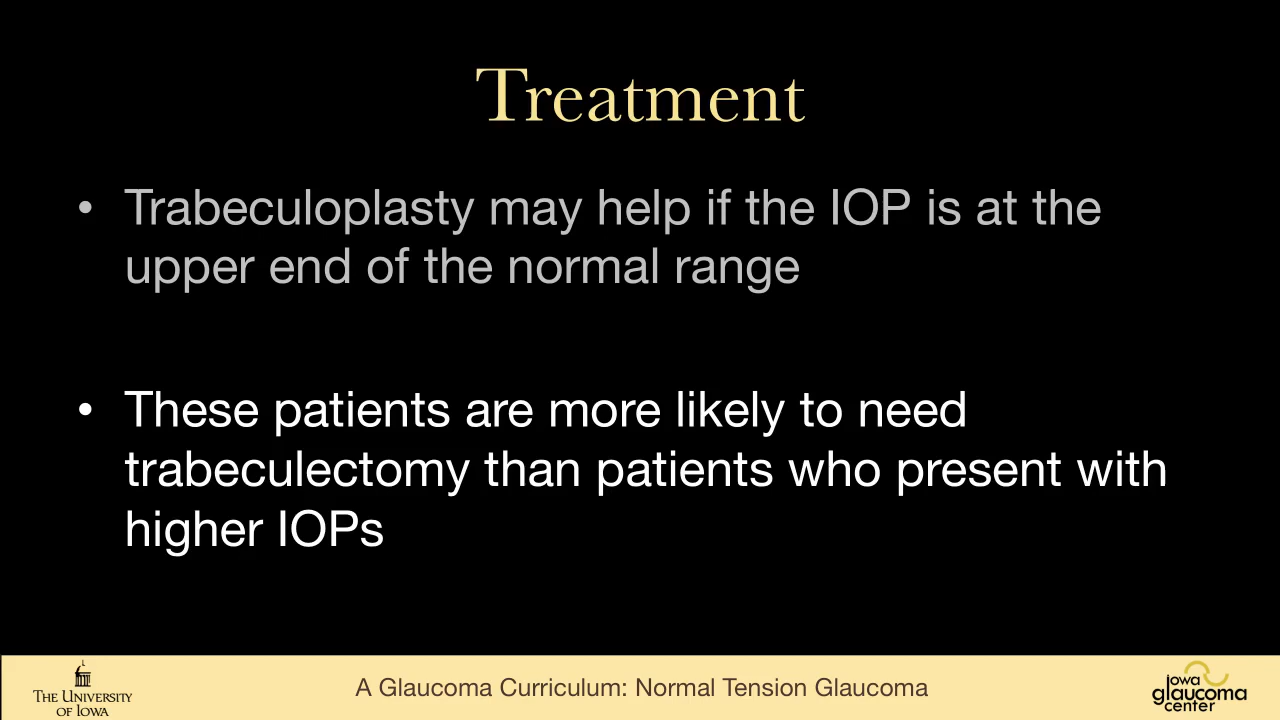 Treatment
• Trabeculoplasty may help if the IOP is at the
upper end of the normal range
• These patients are more likely to need
trabeculectomy than patients who present with
higher IOPs
THE UNIVERSITY
OF IOWA
A Glaucoma Curriculum: Normal Tension Glaucoma
iowa
glaucoma
center